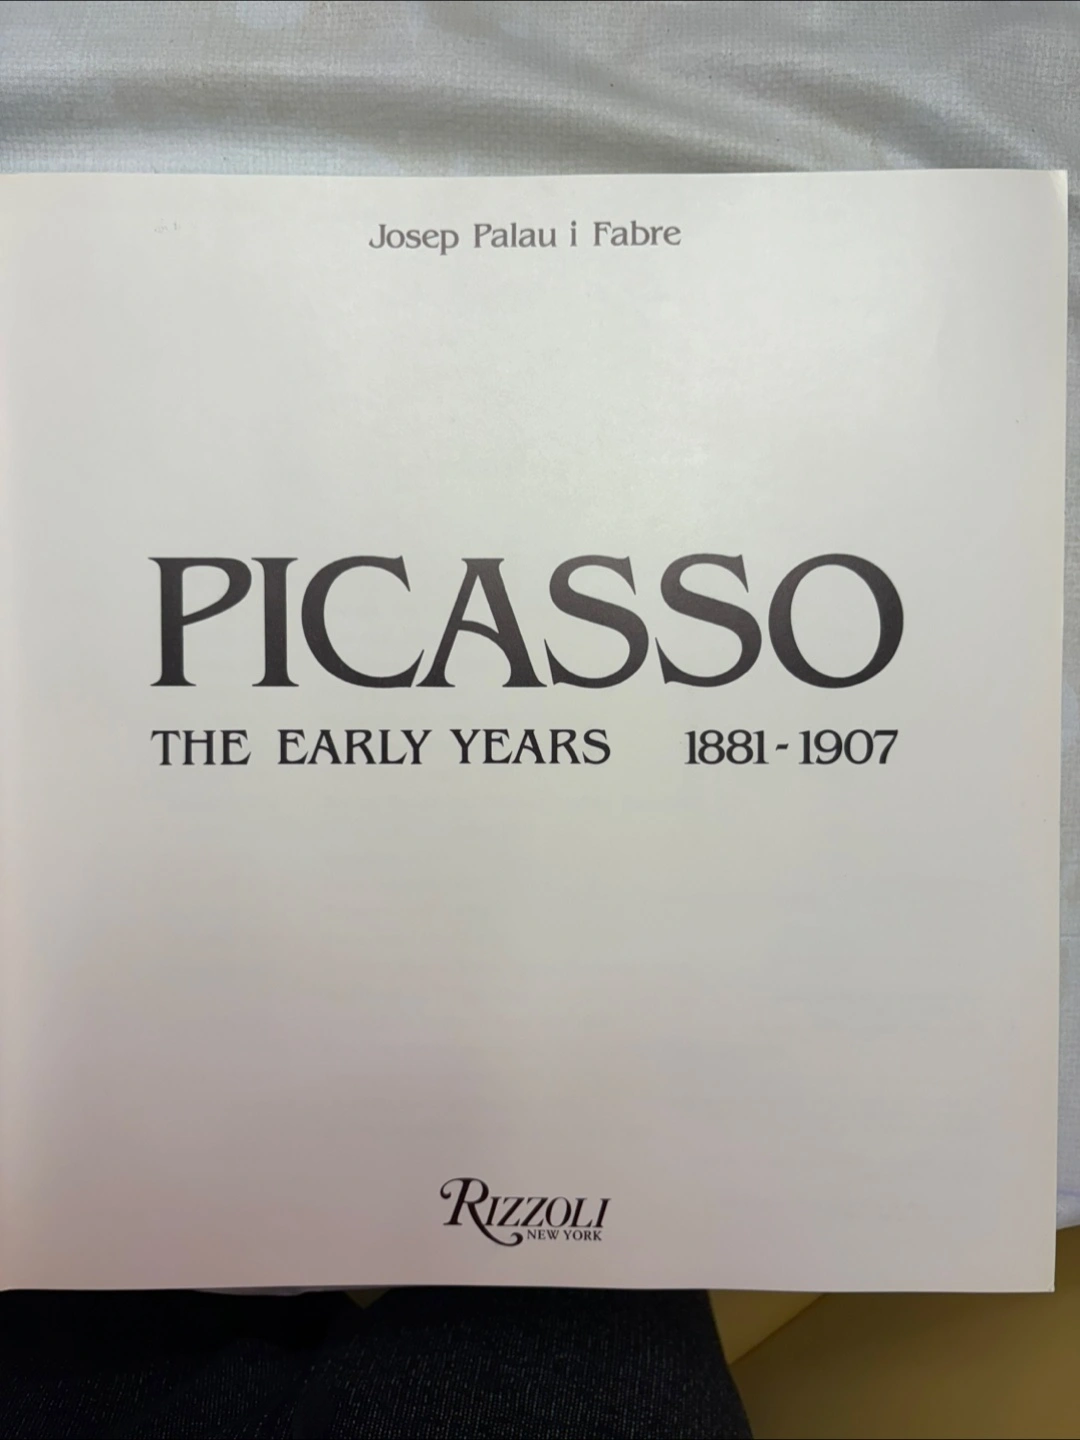 Josep Palau i Fabre
PICASSO
THE EARLY YEARS 1881-1907
RIZZOLI
NEW YORK